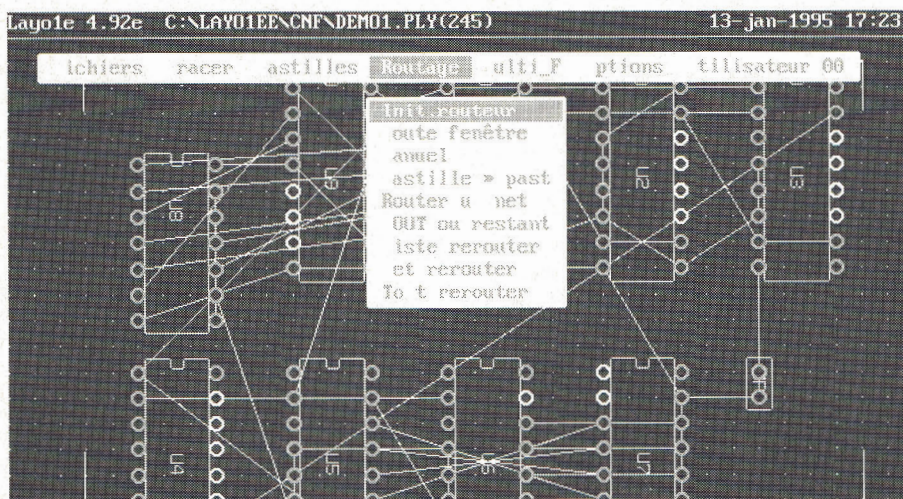 Layo1e 4.92e C:\LAYO1EE\CNF\DEMO1.PLY(245) 13-jan-1995 17:23
ichiers racer astilles Routage ulti_F ptions tilisateur 00
Init.routeur
oute fenêtre
anuel
astille » past
Router u net
OUT ou restant
iste rerouter
et rerouter
To t rerouter
U8 U9 U2 U3
U4 U5 U6 U7